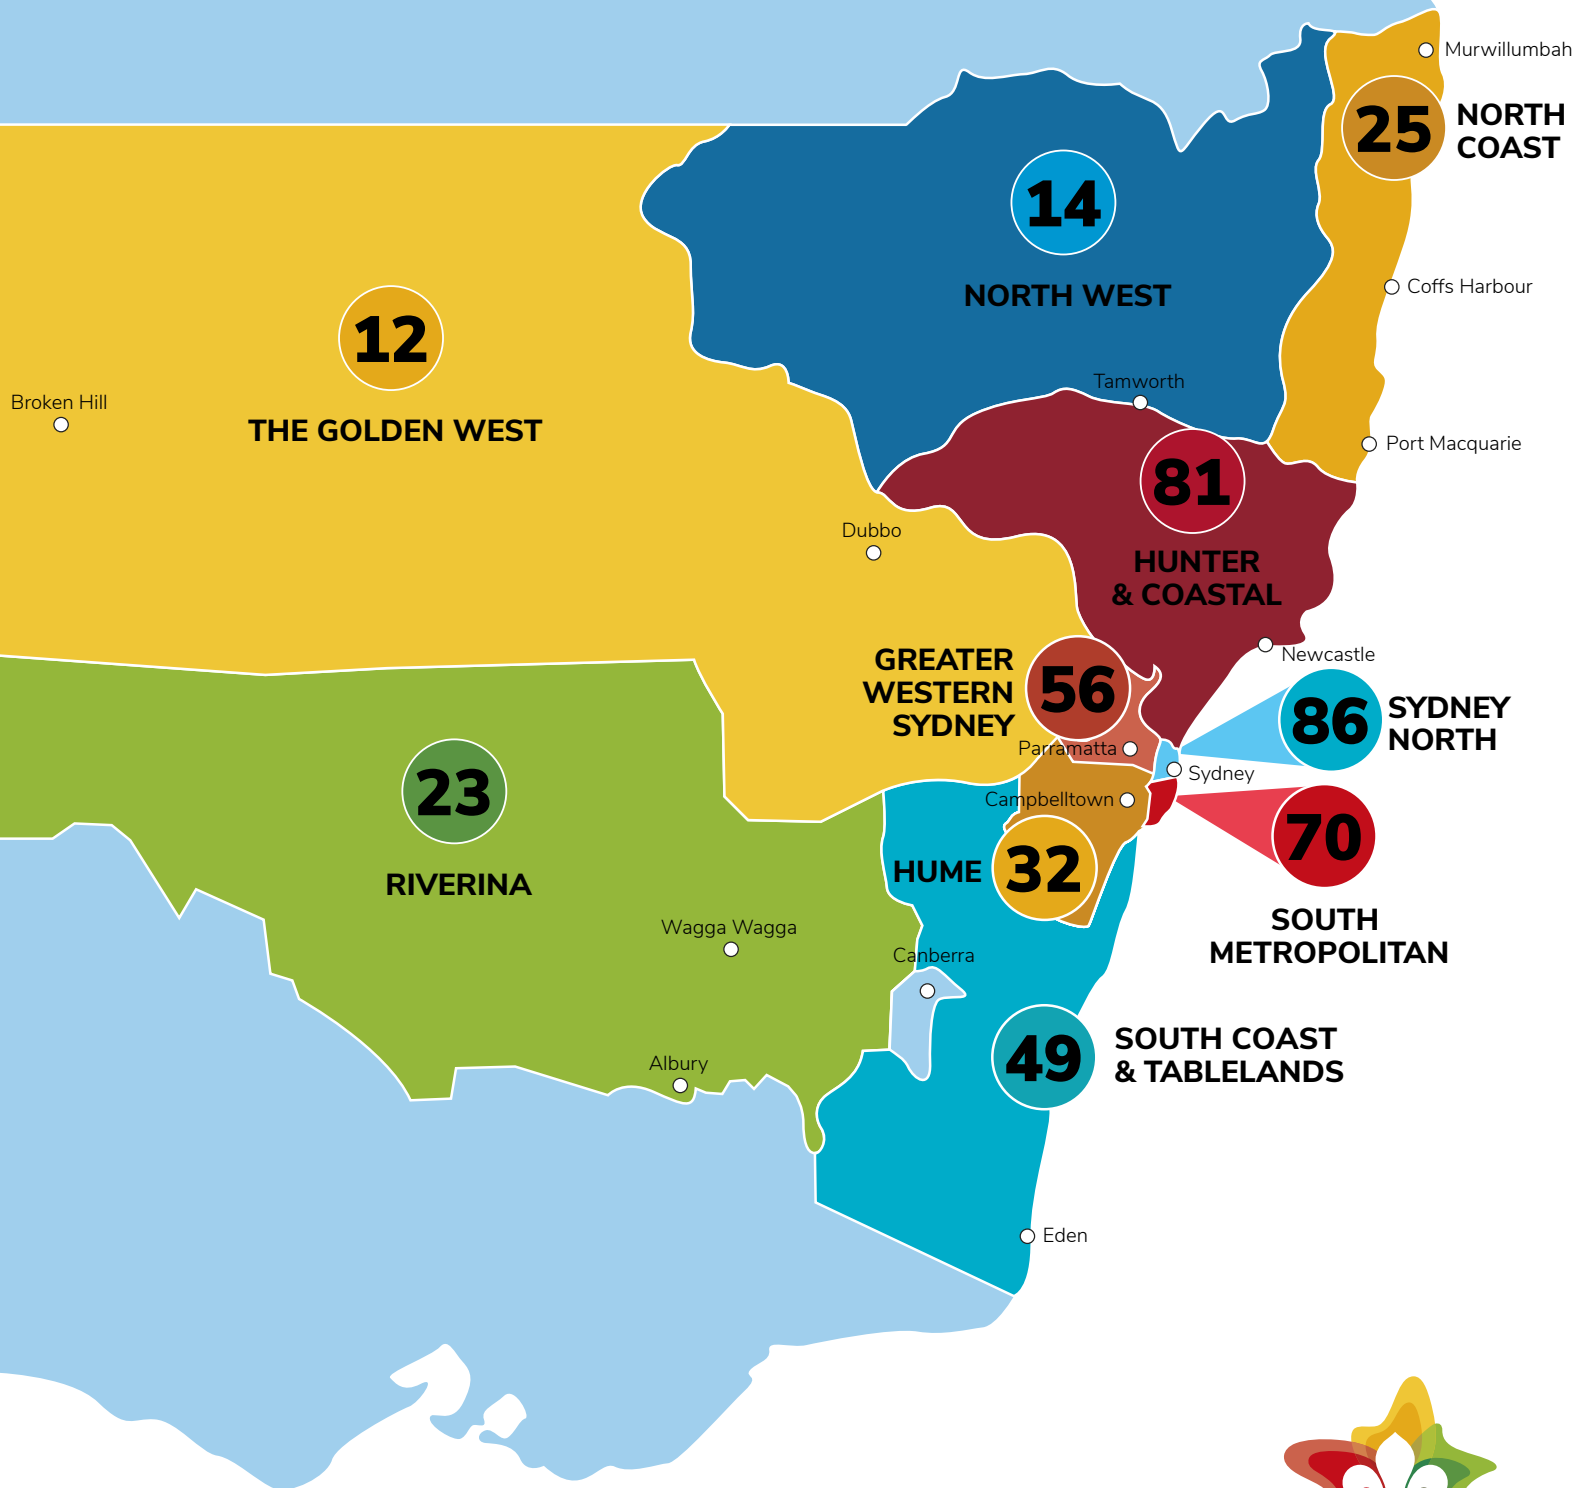 Murwillumbah
25
NORTH
COAST
14
NORTH WEST
Coffs Harbour
12
THE GOLDEN WEST
Broken Hill
Tamworth
Port Macquarie
81
HUNTER
& COASTAL
Dubbo
Newcastle
GREATER
WESTERN
SYDNEY
56
86
SYDNEY
NORTH
Parramatta
Sydney
Campbelltown
23
RIVERINA
HUME
32
70
SOUTH
METROPOLITAN
Wagga Wagga
Canberra
49
SOUTH COAST
& TABLELANDS
Albury
Eden